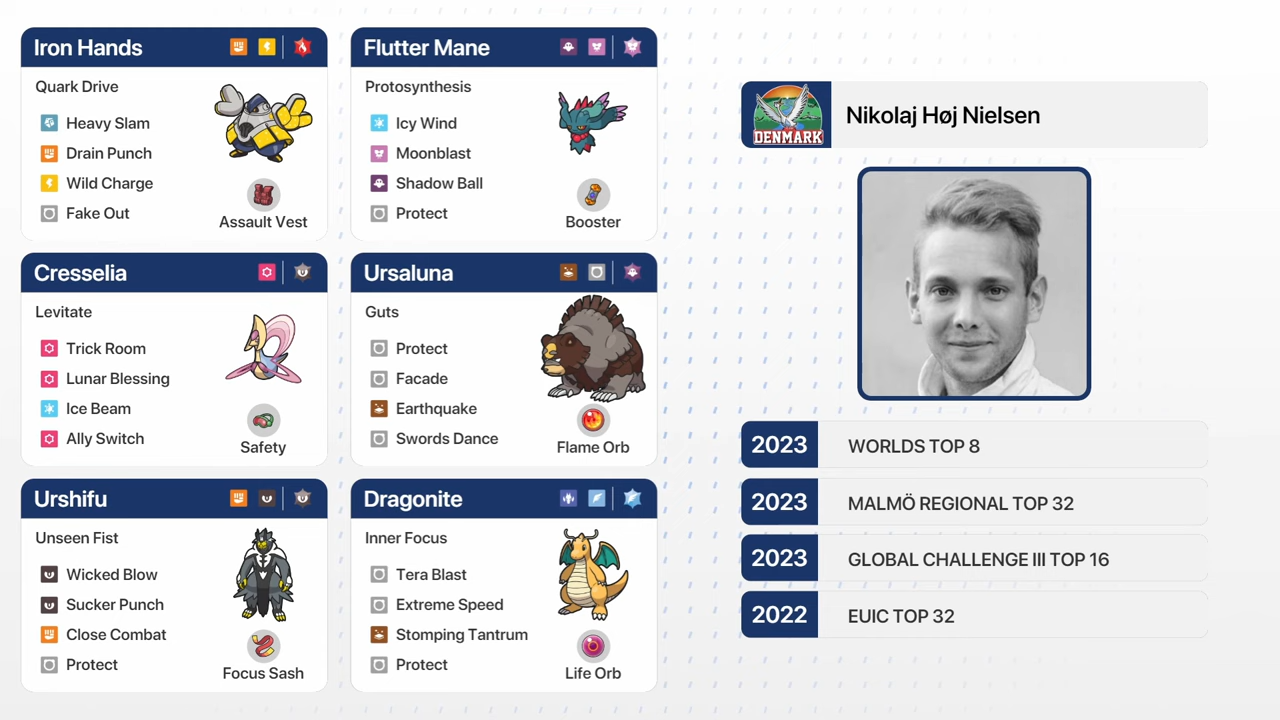 Iron Hands
Quark Drive
Heavy Slam
Drain Punch
Wild Charge
Fake Out
Assault Vest
Flutter Mane
Protosynthesis
Icy Wind
Moonblast
Shadow Ball
Protect
Booster
Cresselia
Levitate
Trick Room
Lunar Blessing
Ice Beam
Ally Switch
Safety
Ursaluna
Guts
Protect
Facade
Earthquake
Swords Dance
Flame Orb
Urshifu
Unseen Fist
Wicked Blow
Sucker Punch
Close Combat
Protect
Focus Sash
Dragonite
Inner Focus
Tera Blast
Extreme Speed
Stomping Tantrum
Protect
Life Orb
DENMARK
Nikolaj Høj Nielsen
2023 WORLDS TOP 8
2023 MALMÖ REGIONAL TOP 32
2023 GLOBAL CHALLENGE III TOP 16
2022 EUIC TOP 32